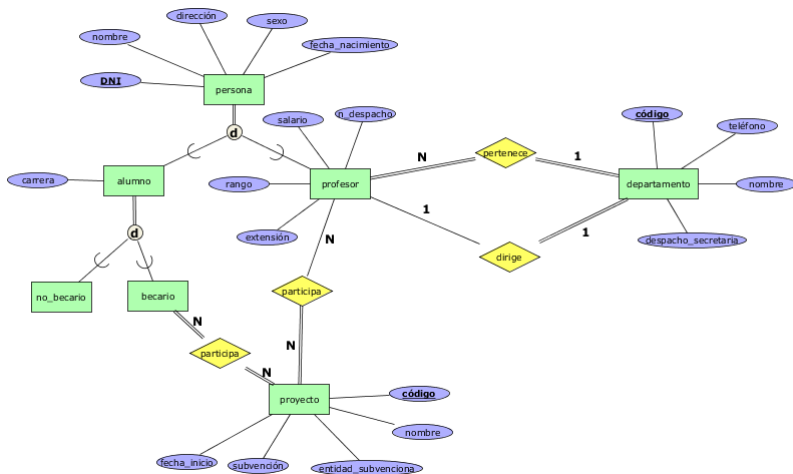 dirección
sexo
nombre
fecha_nacimiento
DNI
persona
salario
n_despacho
código
teléfono
d
N
pertenece
1
carrera
alumno
rango
profesor
departamento
nombre
1
d
extensión
N
1
despacho_secretaria
dirige
no_becario
becario
participa
N
participa
N
N
proyecto
código
nombre
fecha_inicio
subvención
entidad_subvenciona